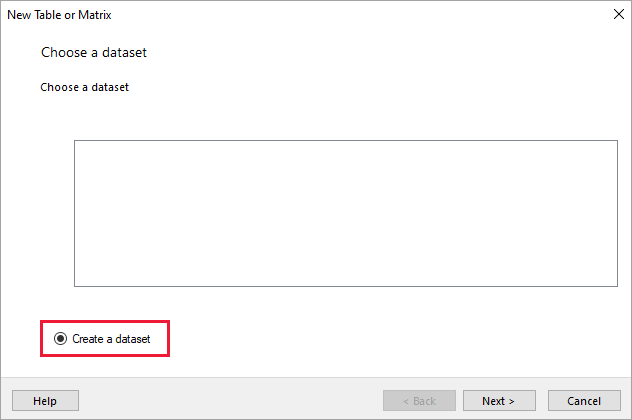 New Table or Matrix
Choose a dataset
Choose a dataset
Create a dataset
Help
< Back
Next >
Cancel